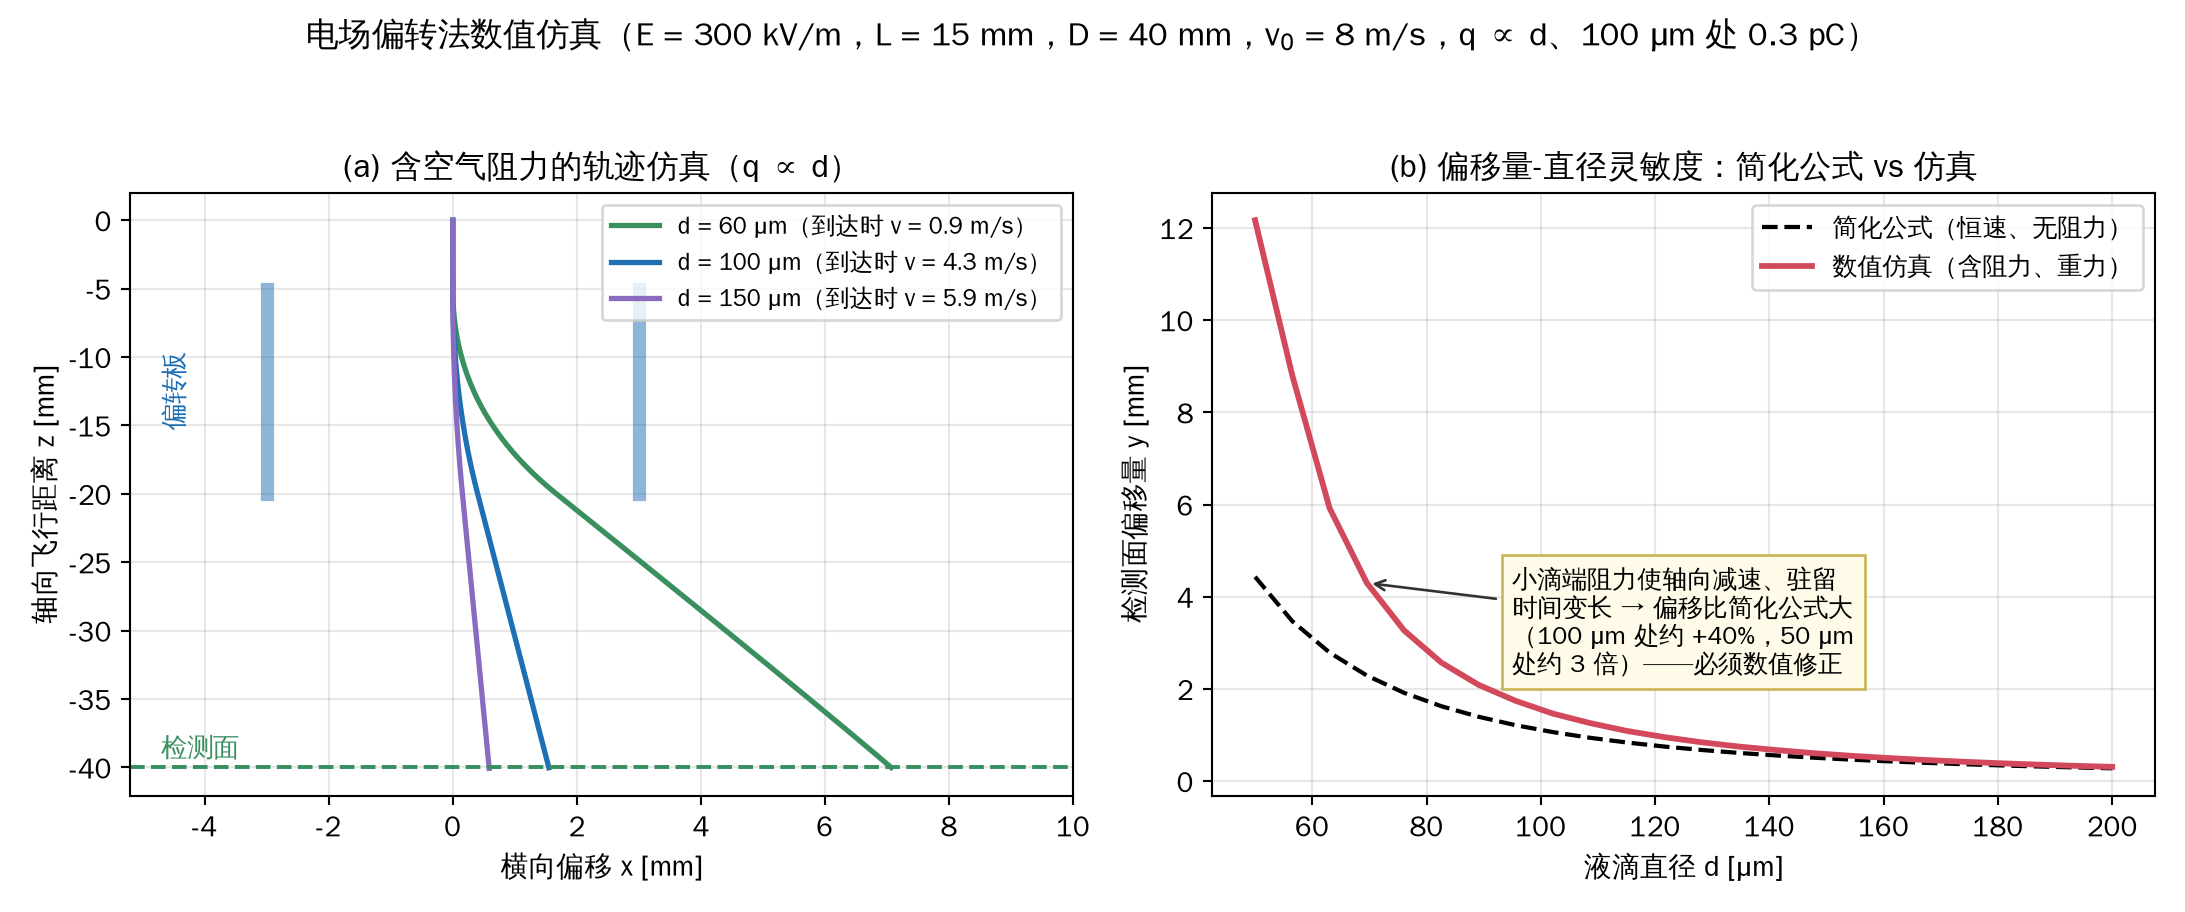 电场偏转法数值仿真（E = 300 kV/m，L = 15 mm，D = 40 mm，v₀ = 8 m/s，q ∝ d、100 µm 处 0.3 pC）
(a) 含空气阻力的轨迹仿真（q ∝ d）
d = 60 µm（到达时 v = 0.9 m/s）
d = 100 µm（到达时 v = 4.3 m/s）
d = 150 µm（到达时 v = 5.9 m/s）
偏转板
检测面
轴向飞行距离 z [mm]
0
-5
-10
-15
-20
-25
-30
-35
-40
-4
-2
0
2
4
6
8
10
横向偏移 x [mm]
(b) 偏移量-直径灵敏度：简化公式 vs 仿真
简化公式（恒速、无阻力）
数值仿真（含阻力、重力）
小滴端阻力使轴向减速、驻留
时间变长 → 偏移比简化公式大
（100 µm 处约 +40%，50 µm
处约 3 倍）——必须数值修正
检测面偏移量 y [mm]
12
10
8
6
4
2
0
60
80
100
120
140
160
180
200
液滴直径 d [µm]